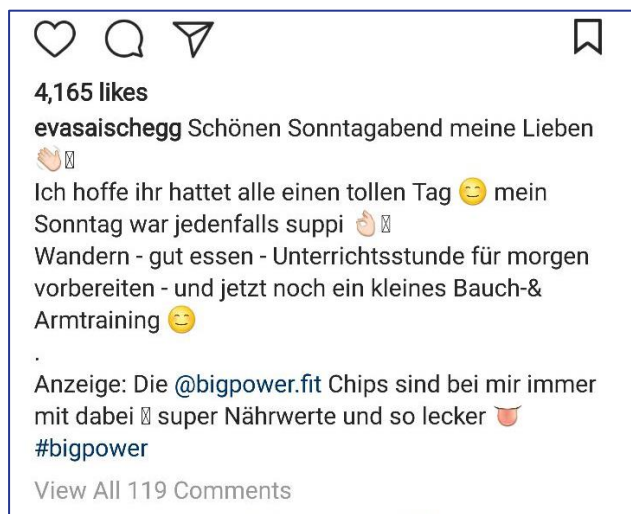 4,165 likes
evasaischegg Schönen Sonntagabend meine Lieben
👋🏻
Ich hoffe ihr hattet alle einen tollen Tag 😊 mein
Sonntag war jedenfalls suppi 👌🏻
Wandern - gut essen - Unterrichtsstunde für morgen
vorbereiten - und jetzt noch ein kleines Bauch-&
Armtraining 😊
.
Anzeige: Die @bigpower.fit Chips sind bei mir immer
mit dabei super Nährwerte und so lecker 👅
#bigpower
View All 119 Comments